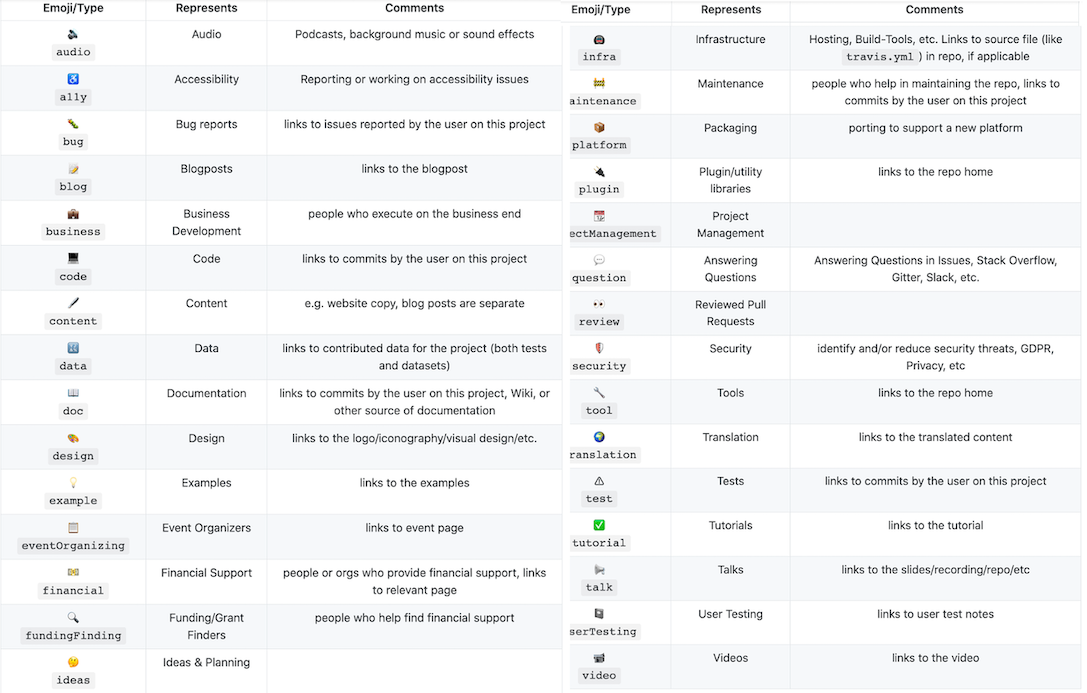 Emoji/Type Represents Comments
audio Audio Podcasts, background music or sound effects
a11y Accessibility Reporting or working on accessibility issues
bug Bug reports links to issues reported by the user on this project
blog Blogposts links to the blogpost
business Business Development people who execute on the business end
code Code links to commits by the user on this project
content Content e.g. website copy, blog posts are separate
data Data links to contributed data for the project (both tests and datasets)
doc Documentation links to commits by the user on this project, Wiki, or other source of documentation
design Design links to the logo/iconography/visual design/etc.
example Examples links to the examples
eventOrganizing Event Organizers links to event page
financial Financial Support people or orgs who provide financial support, links to relevant page
fundingFinding Funding/Grant Finders people who help find financial support
ideas Ideas & Planning
Emoji/Type Represents Comments
infra Infrastructure Hosting, Build-Tools, etc. Links to source file (like travis.yml ) in repo, if applicable
aintenance Maintenance people who help in maintaining the repo, links to commits by the user on this project
platform Packaging porting to support a new platform
plugin Plugin/utility libraries links to the repo home
ectManagement Project Management
question Answering Questions Answering Questions in Issues, Stack Overflow, Gitter, Slack, etc.
review Reviewed Pull Requests
security Security identify and/or reduce security threats, GDPR, Privacy, etc
tool Tools links to the repo home
ranslation Translation links to the translated content
test Tests links to commits by the user on this project
tutorial Tutorials links to the tutorial
talk Talks links to the slides/recording/repo/etc
serTesting User Testing links to user test notes
video Videos links to the video